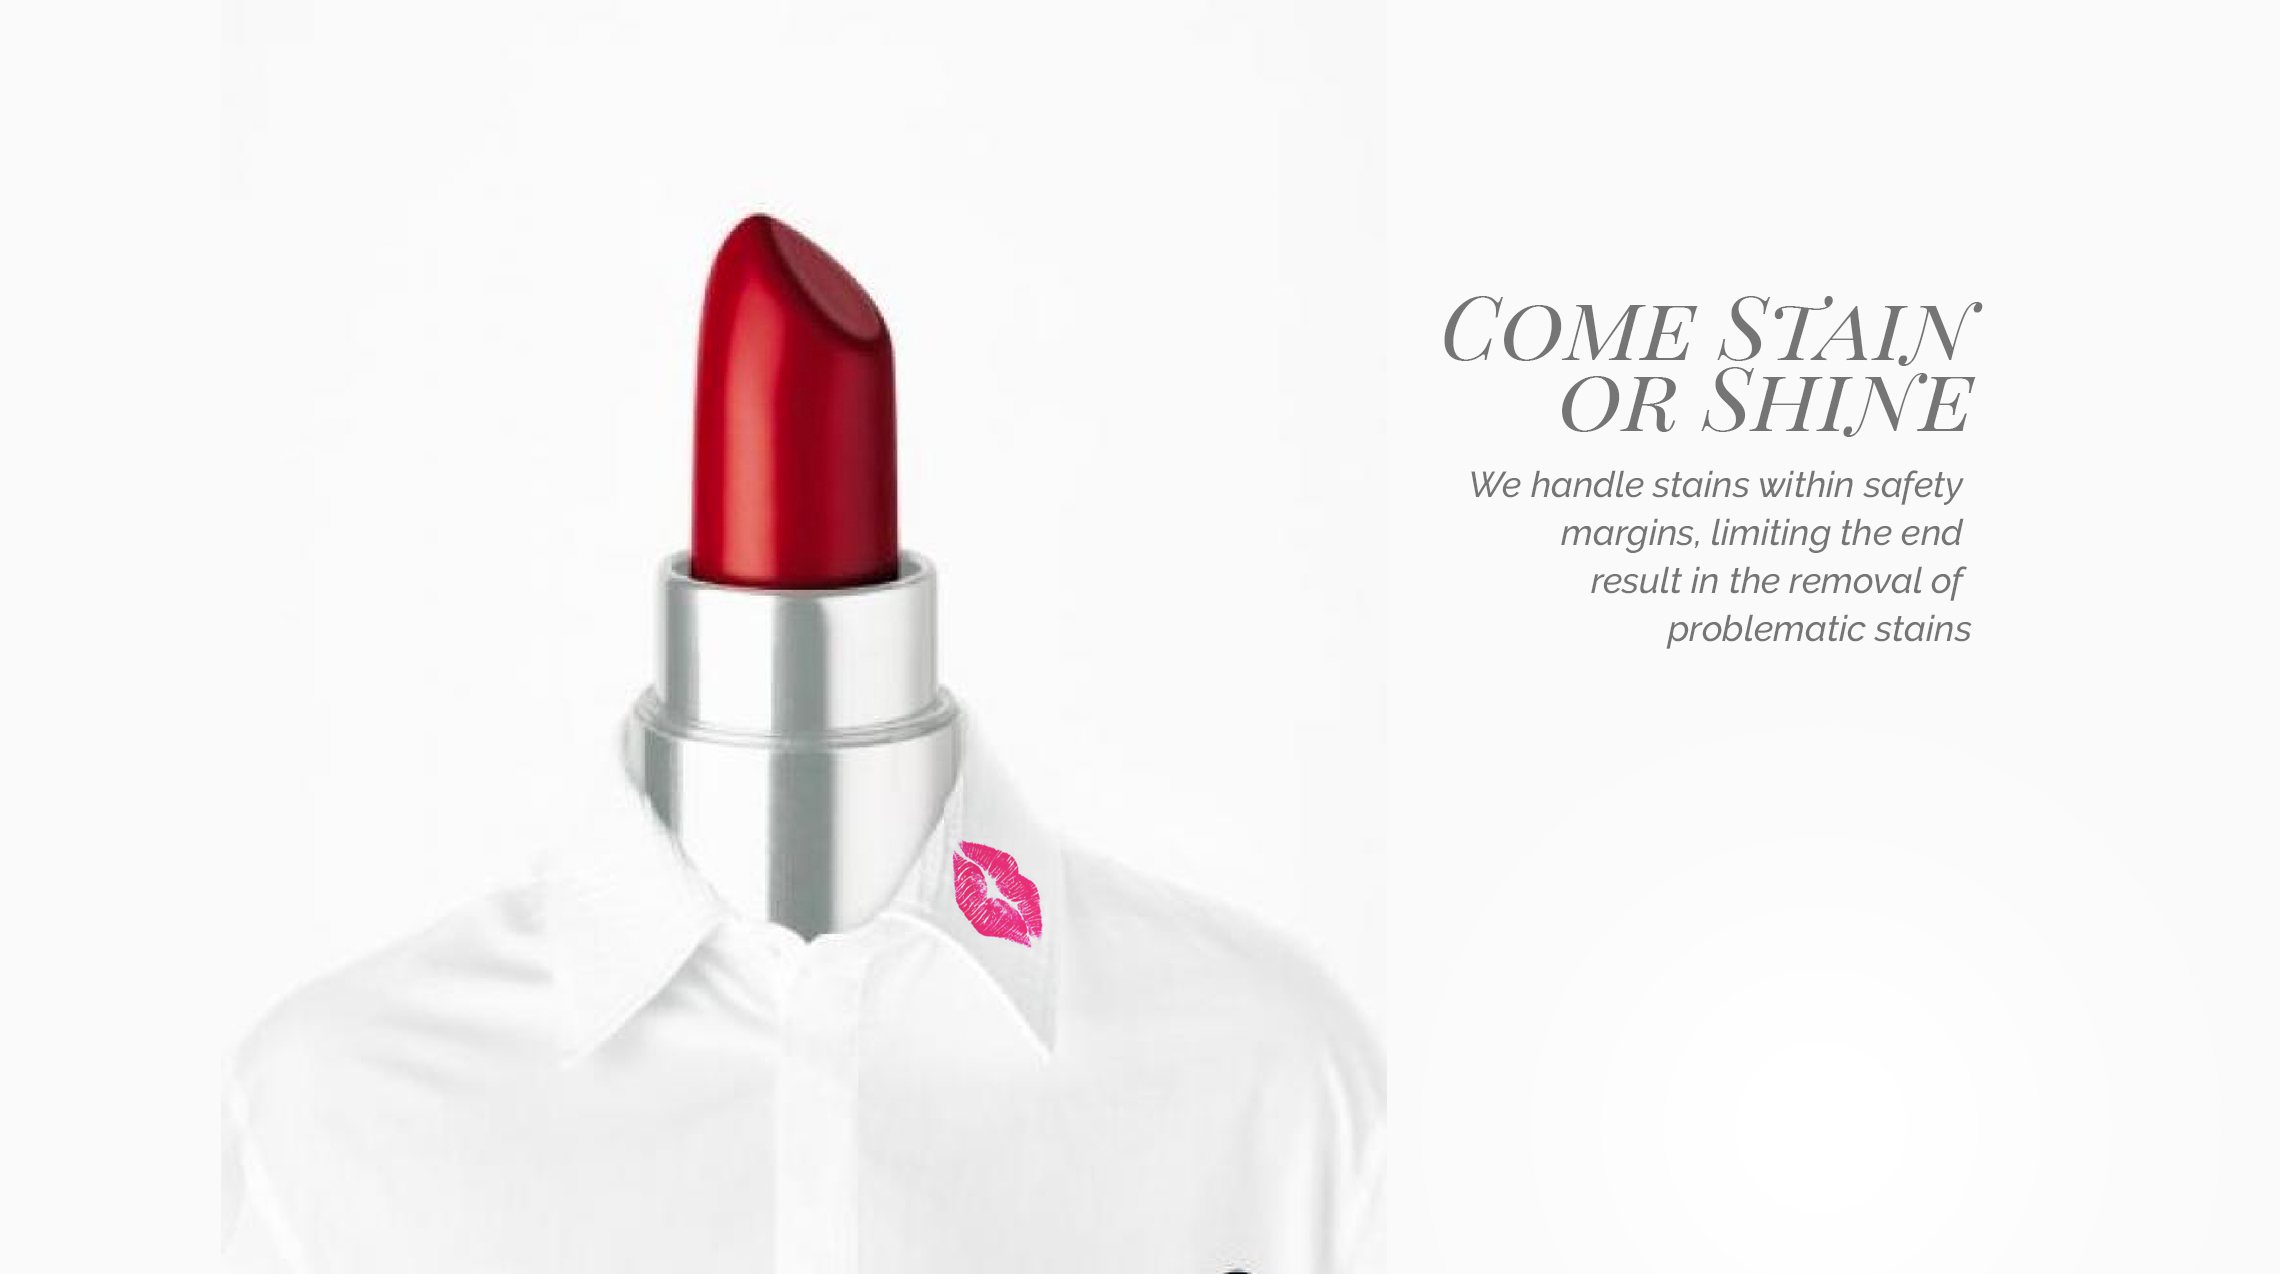 COME STAIN
OR SHINE
We handle stains within safety
margins, limiting the end
result in the removal of
problematic stains